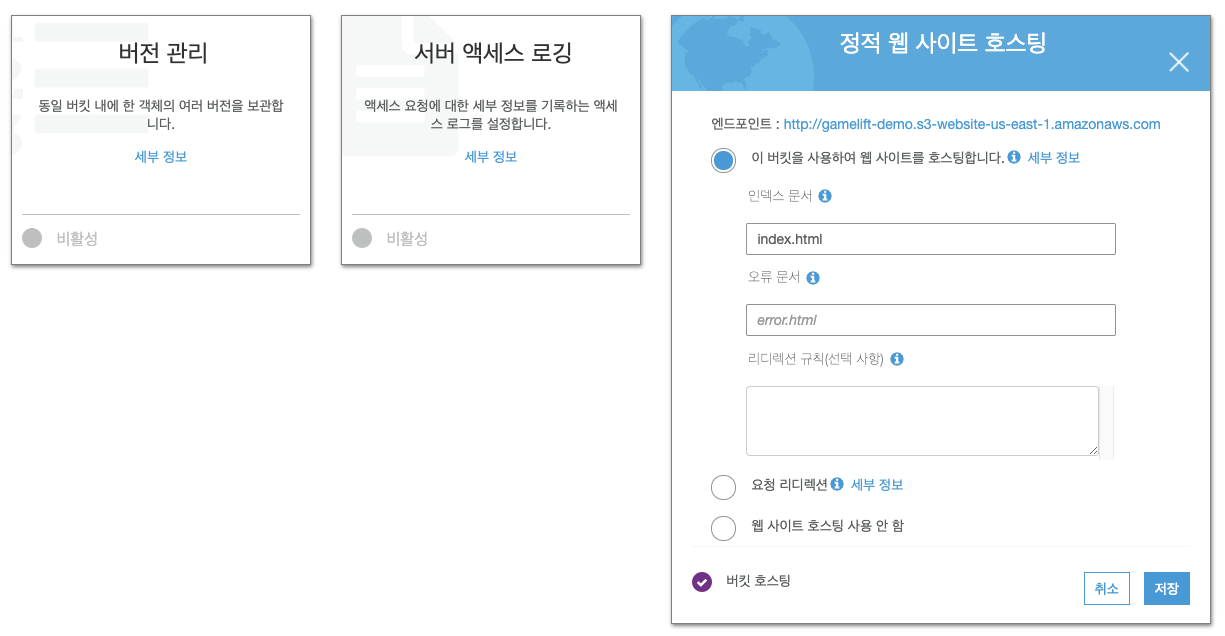 버전 관리
동일 버킷 내에 한 객체의 여러 버전을 보관합
니다.
세부 정보
비활성
서버 액세스 로깅
액세스 요청에 대한 세부 정보를 기록하는 액세
스 로그를 설정합니다.
세부 정보
비활성
정적 웹 사이트 호스팅
엔드포인트 : http://gamelift-demo.s3-website-us-east-1.amazonaws.com
이 버킷을 사용하여 웹 사이트를 호스팅합니다. 세부 정보
인덱스 문서
index.html
오류 문서
error.html
리디렉션 규칙(선택 사항)
요청 리디렉션 세부 정보
웹 사이트 호스팅 사용 안 함
버킷 호스팅
취소
저장